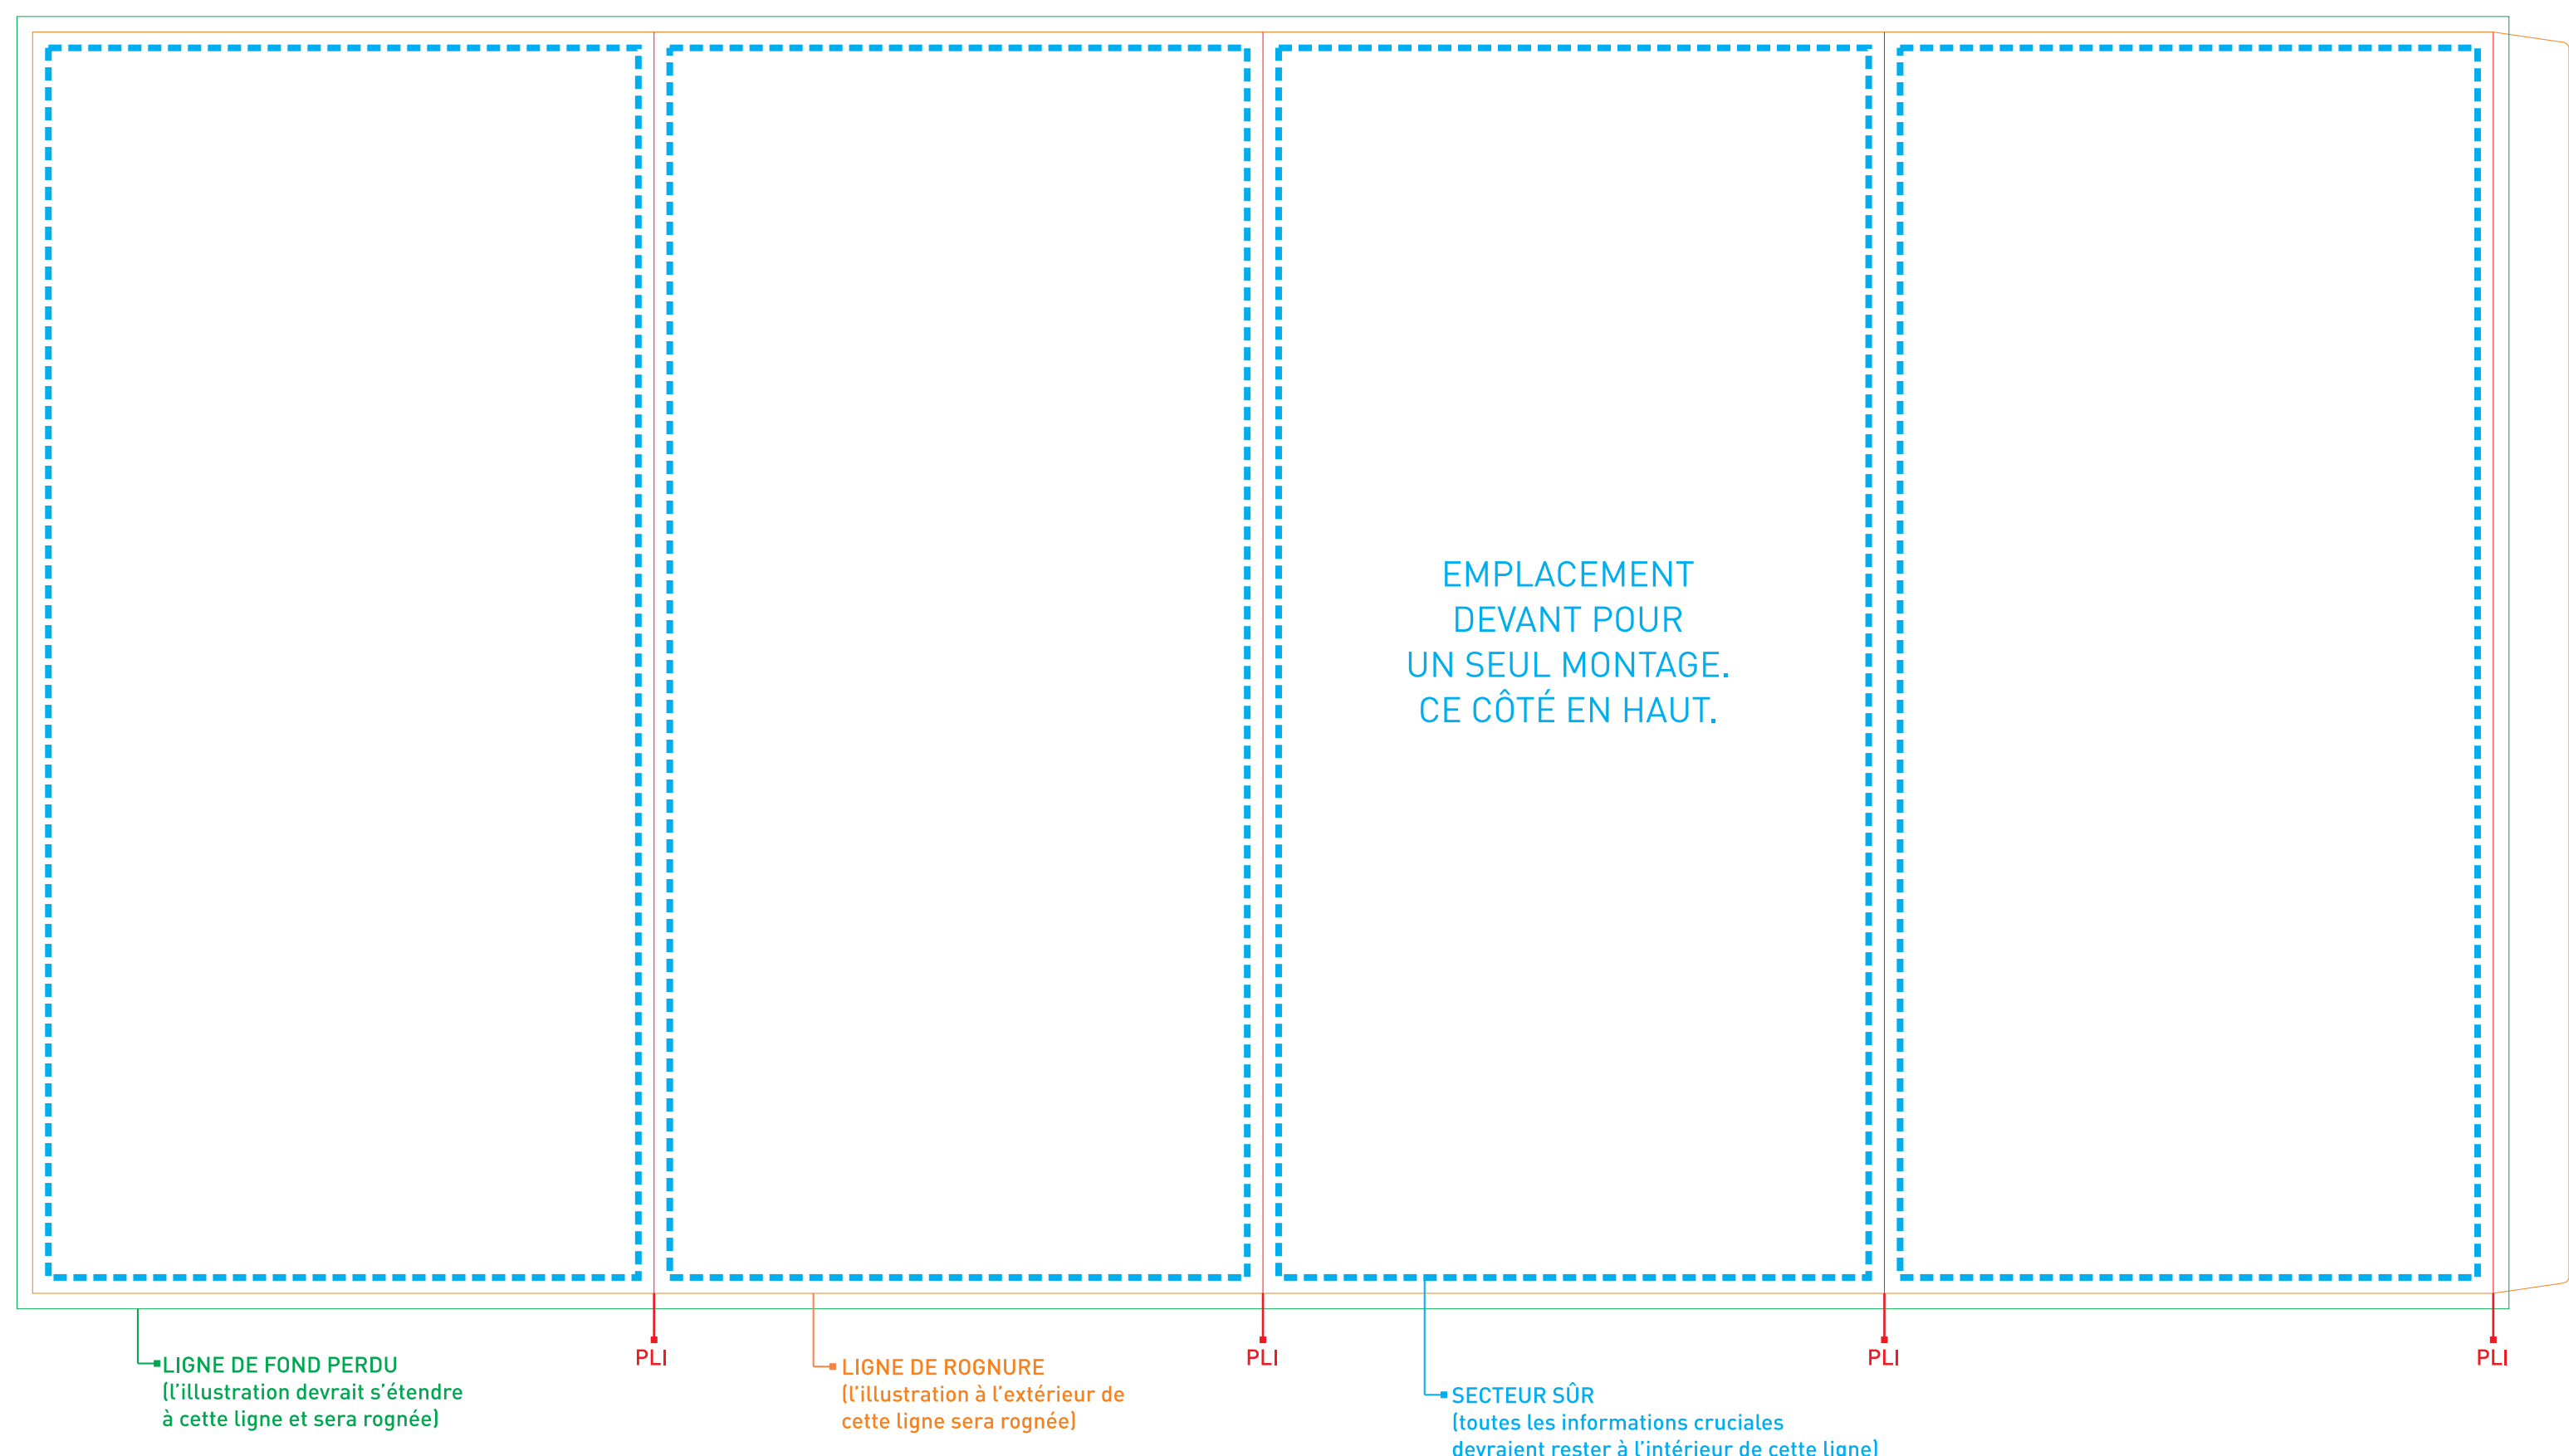 EMPLACEMENT
DEVANT POUR
UN SEUL MONTAGE.
CE CÔTÉ EN HAUT.
LIGNE DE FOND PERDU
(l'illustration devrait s'étendre
à cette ligne et sera rognée)
PLI
LIGNE DE ROGNURE
(l'illustration à l'extérieur de
cette ligne sera rognée)
PLI
SECTEUR SÛR
(toutes les informations cruciales
devraient rester à l'intérieur de cette ligne)
PLI
PLI